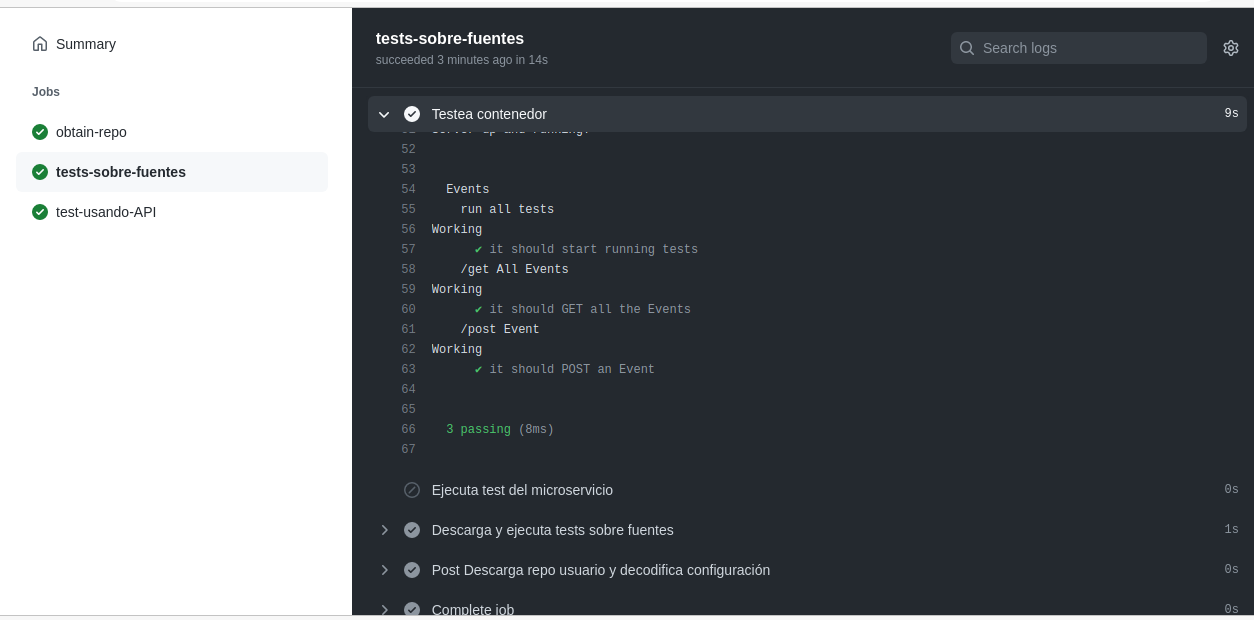 Summary
Jobs
obtain-repo
tests-sobre-fuentes
test-usando-API
tests-sobre-fuentes
succeeded 3 minutes ago in 14s
Search logs
Testea contenedor 9s
52
53
54 Events
55 run all tests
56 Working
57 ✔ it should start running tests
58 /get All Events
59 Working
60 ✔ it should GET all the Events
61 /post Event
62 Working
63 ✔ it should POST an Event
64
65
66 3 passing (8ms)
67
Ejecuta test del microservicio 0s
Descarga y ejecuta tests sobre fuentes 1s
Post Descarga repo usuario y decodifica configuración 0s
Complete job 0s